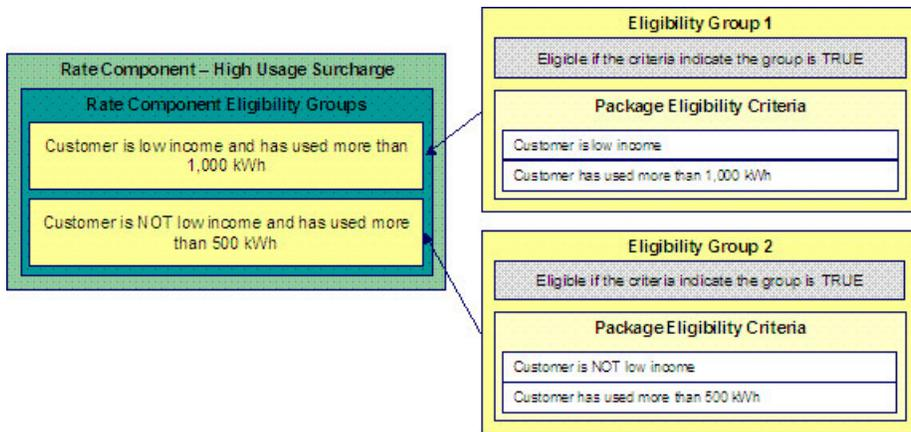 Rate Component – High Usage Surcharge
Rate Component Eligibility Groups
Customer is low income and has used more than
1,000 kWh
Customer is NOT low income and has used more
than 500 kWh
Eligibility Group 1
Eligible if the criteria indicate the group is TRUE
Package Eligibility Criteria
Customer is low income
Customer has used more than 1,000 kWh
Eligibility Group 2
Eligible if the criteria indicate the group is TRUE
Package Eligibility Criteria
Customer is NOT low income
Customer has used more than 500 kWh